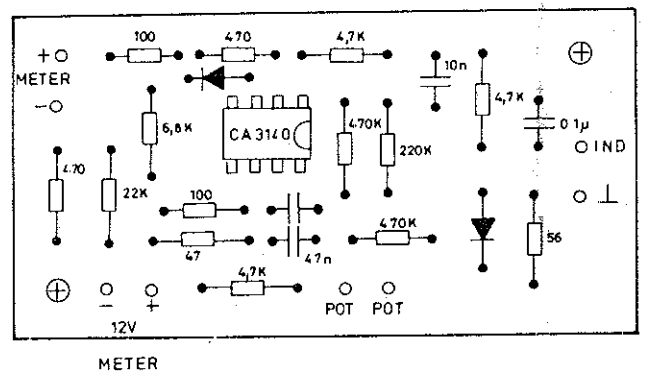 100 470 4,7K
+
METER
-
10n
4,7K
0.1µ
6,8K
CA3140
470K
220K
IND
470
22K
100
⊥
470K
47
47n
56
4,7K
- +
POT POT
12V
METER